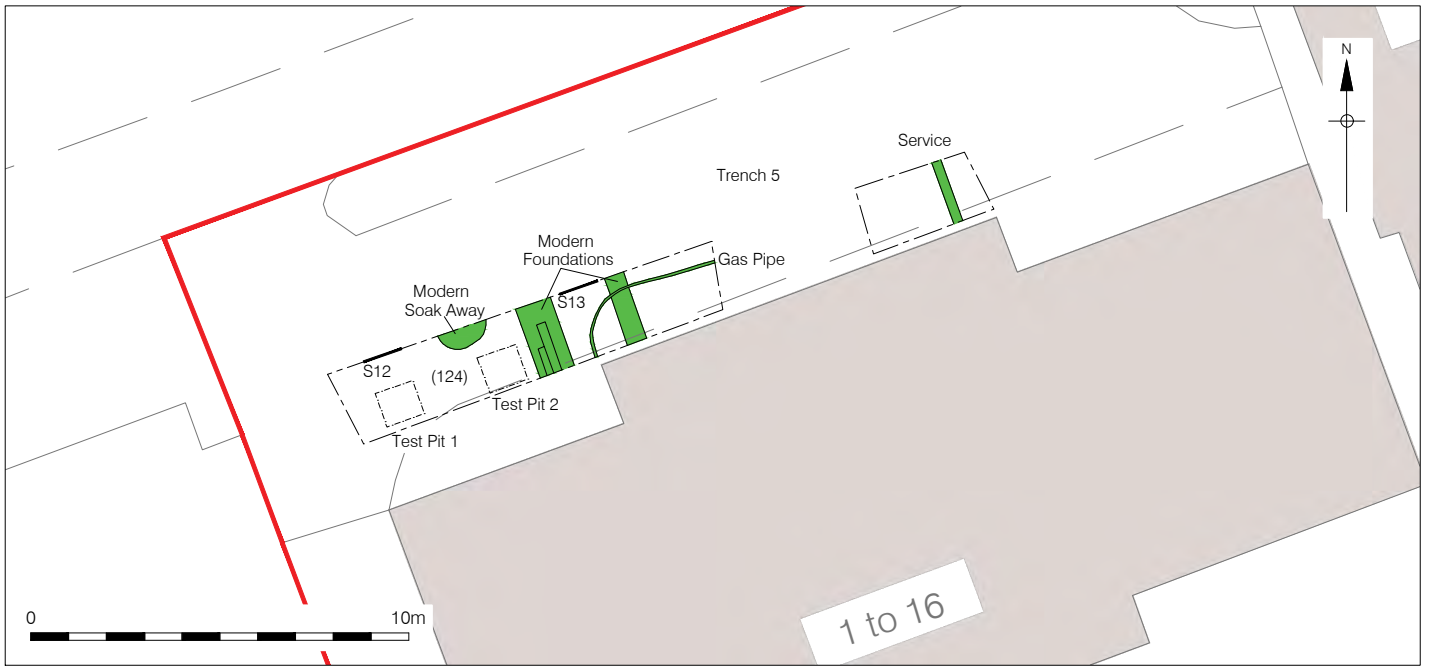 N
Service
Trench 5
Modern
Foundations
Gas Pipe
Modern
Soak Away
S13
S12
(124)
Test Pit 2
Test Pit 1
1 to 16
0
10m